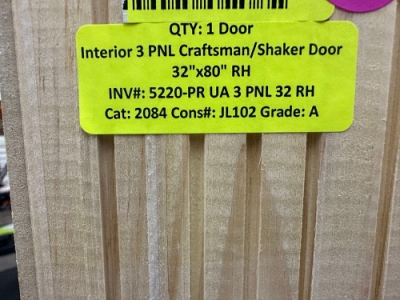 QTY: 1 Door
Interior 3 PNL Craftsman/Shaker Door
32"x80" RH
INV#: 5220-PR UA 3 PNL 32 RH
Cat: 2084 Cons#: JL102 Grade: A